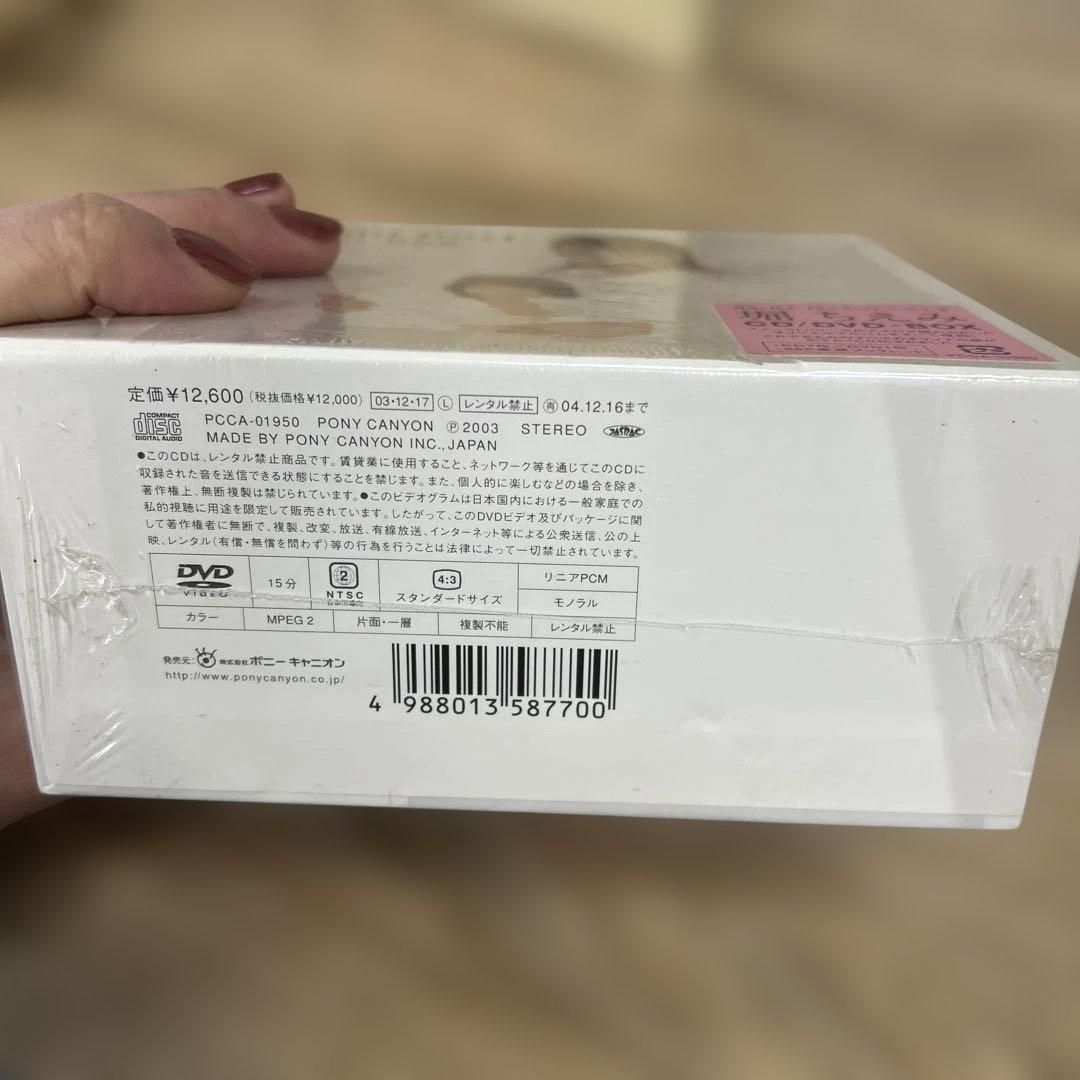 堀ちえみ
CD/DVD-BOX
定価¥12,600(税抜価格¥12,000) 03・12・17 Ⓛ レンタル禁止 再 04.12.16まで
COMPACT disc DIGITAL AUDIO
PCCA-01950 PONY CANYON Ⓟ2003 STEREO JASRAC
MADE BY PONY CANYON INC.,JAPAN
●このCDは、レンタル禁止商品です。賃貸業に使用すること、ネットワーク等を通じてこのCDに
収録された音を送信できる状態にすることを禁じます。また、個人的に楽しむなどの場合を除き、
著作権法上、無断複製は禁じられています。●このビデオグラムは日本国内における一般家庭での
私的視聴に用途を限定して販売されています。したがって、このDVDビデオ及びパッケージに関
して著作権者に無断で、複製、改変、放送、有線放送、インターネット等による公衆送信、公の上
映、レンタル(有償・無償を問わず)等の行為を行うことは法律によって一切禁止されています。
DVD VIDEO 15分 2 NTSC 日本市場向 4:3 スタンダードサイズ リニアPCM
モノラル
カラー MPEG 2 片面・一層 複製不能 レンタル禁止
発売元: 株式会社 ポニーキャニオン
http://www.ponycanyon.co.jp/
4 988013 587700